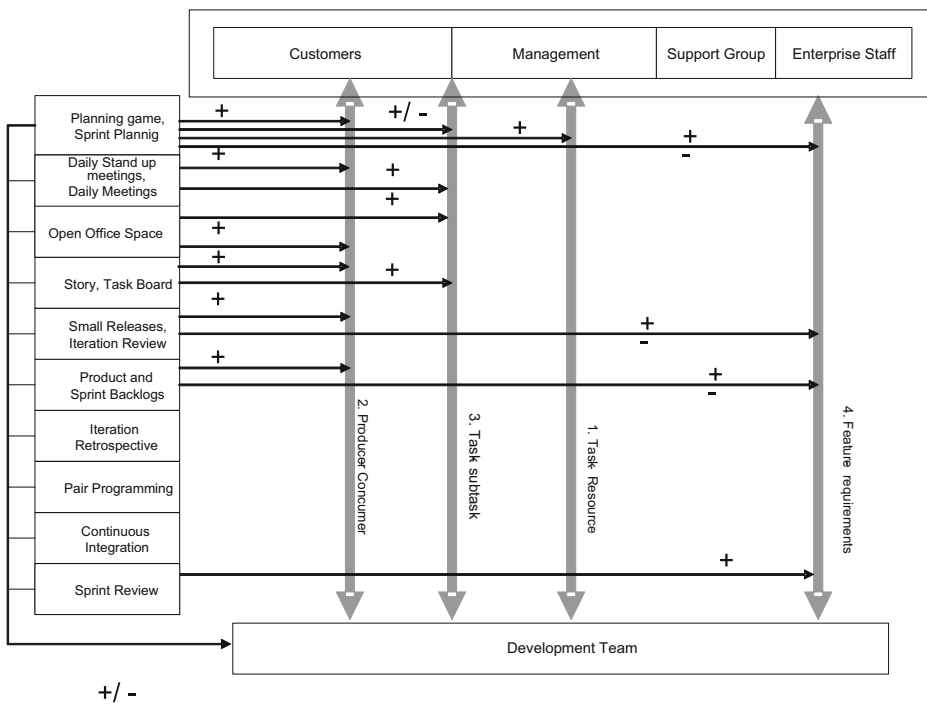 Customers
Management
Support Group
Enterprise Staff
Planning game,
Sprint Plannig
+
+/ -
+
+
-
Daily Stand up
meetings,
Daily Meetings
+
+
Open Office Space
+
+
Story, Task Board
+
+
Small Releases,
Iteration Review
+
+
-
Product and
Sprint Backlogs
+
+
-
Iteration
Retrospective
Pair Programming
Continuous
Integration
Sprint Review
+
2. Producer Concumer
3. Task subtask
1. Task Resource
4. Feature requirements
Development Team
+/ -